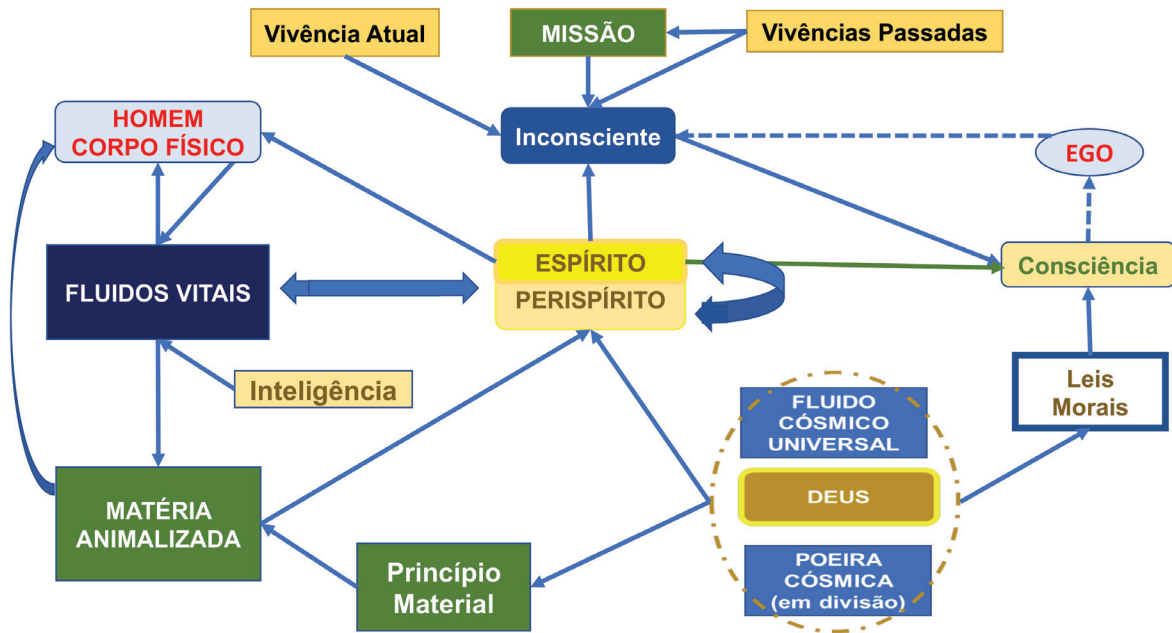 Vivência Atual
MISSÃO
Vivências Passadas
HOMEM
CORPO FÍSICO
Inconsciente
EGO
FLUIDOS VITAIS
ESPÍRITO
PERISPÍRITO
Consciência
Inteligência
Leis
Morais
FLUIDO
CÓSMICO
UNIVERSAL
DEUS
MATÉRIA
ANIMALIZADA
Princípio
Material
POEIRA
CÓSMICA
(em divisão)